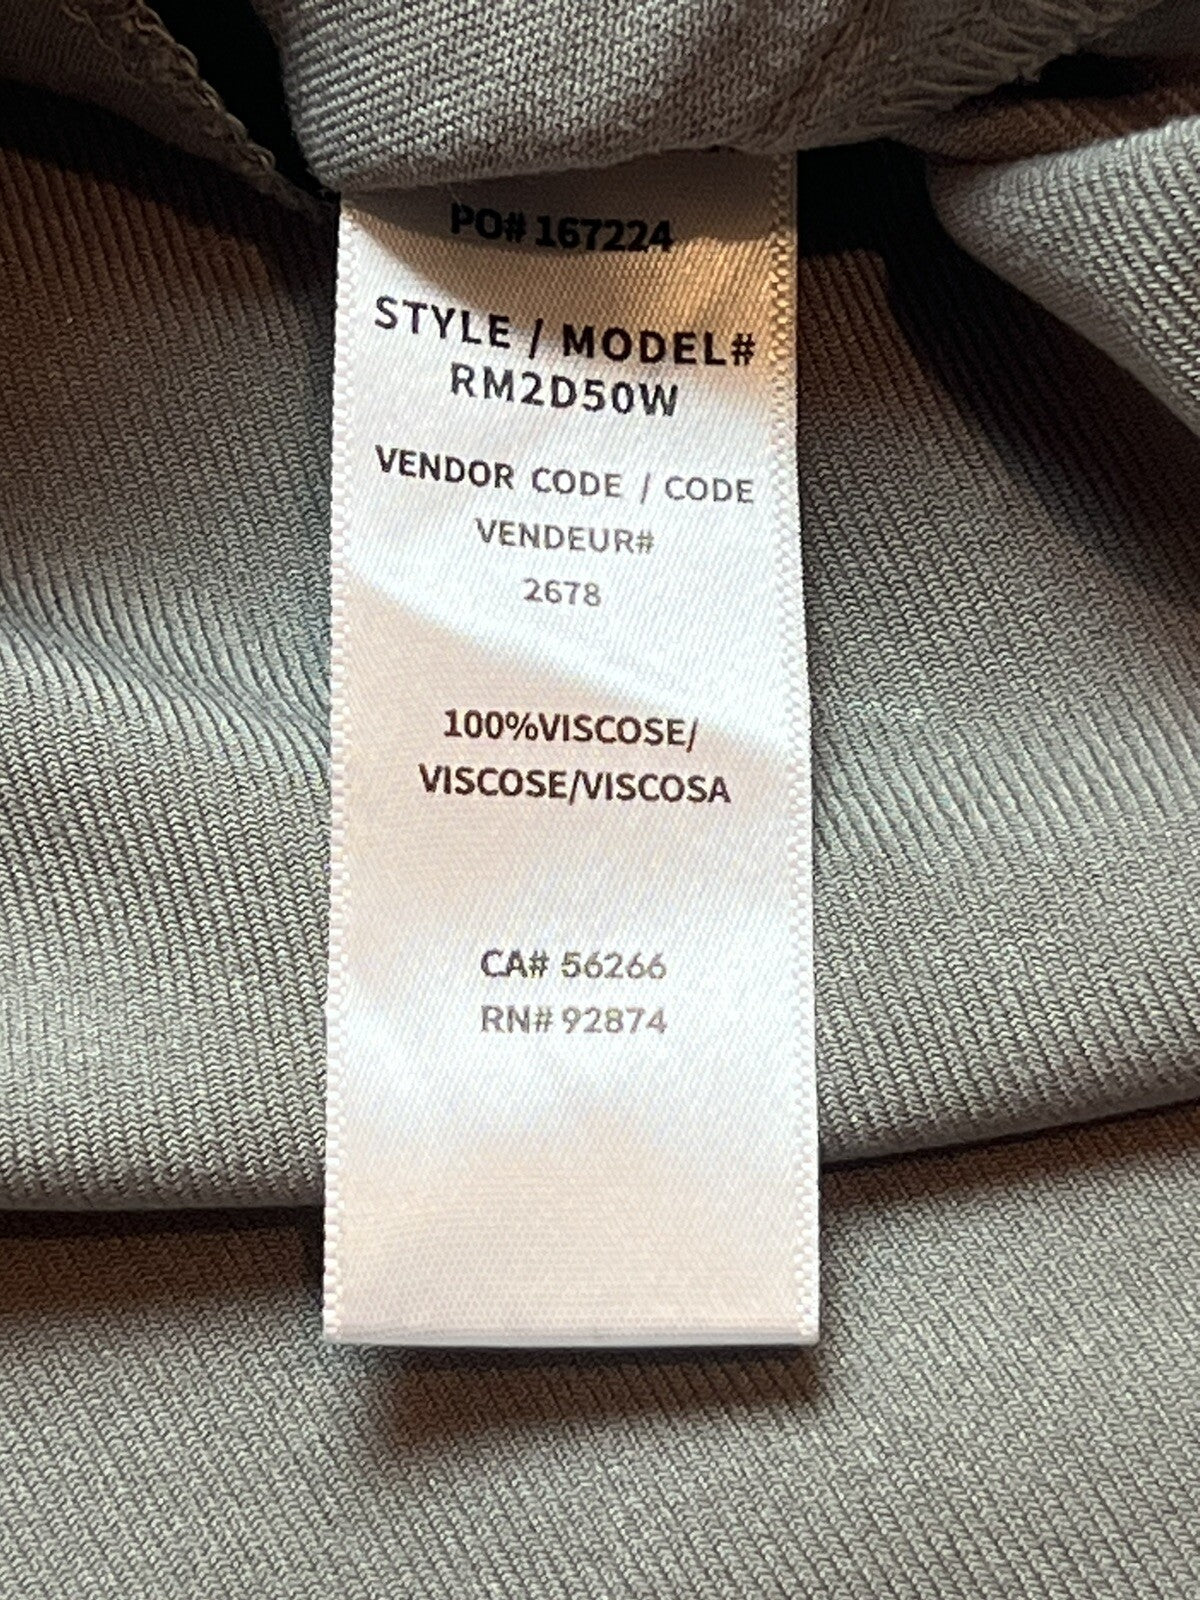 PO# 167224
STYLE / MODEL#
RM2D50W
VENDOR CODE / CODE
VENDEUR#
2678
100%VISCOSE/
VISCOSE/VISCOSA
CA# 56266
RN# 92874